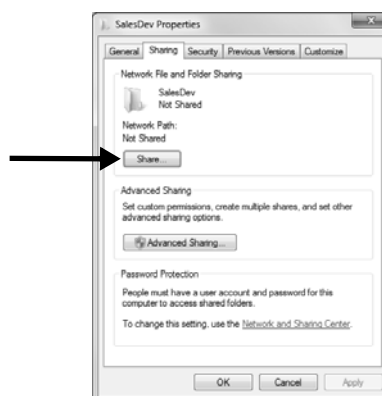 SalesDev Properties
General Sharing Security Previous Versions Customize
Network File and Folder Sharing
SalesDev
Not Shared
Network Path:
Not Shared
Share...
Advanced Sharing
Set custom permissions, create multiple shares, and set other
advanced sharing options.
Advanced Sharing...
Password Protection
People must have a user account and password for this
computer to access shared folders.
To change this setting, use the Network and Sharing Center.
OK Cancel Apply